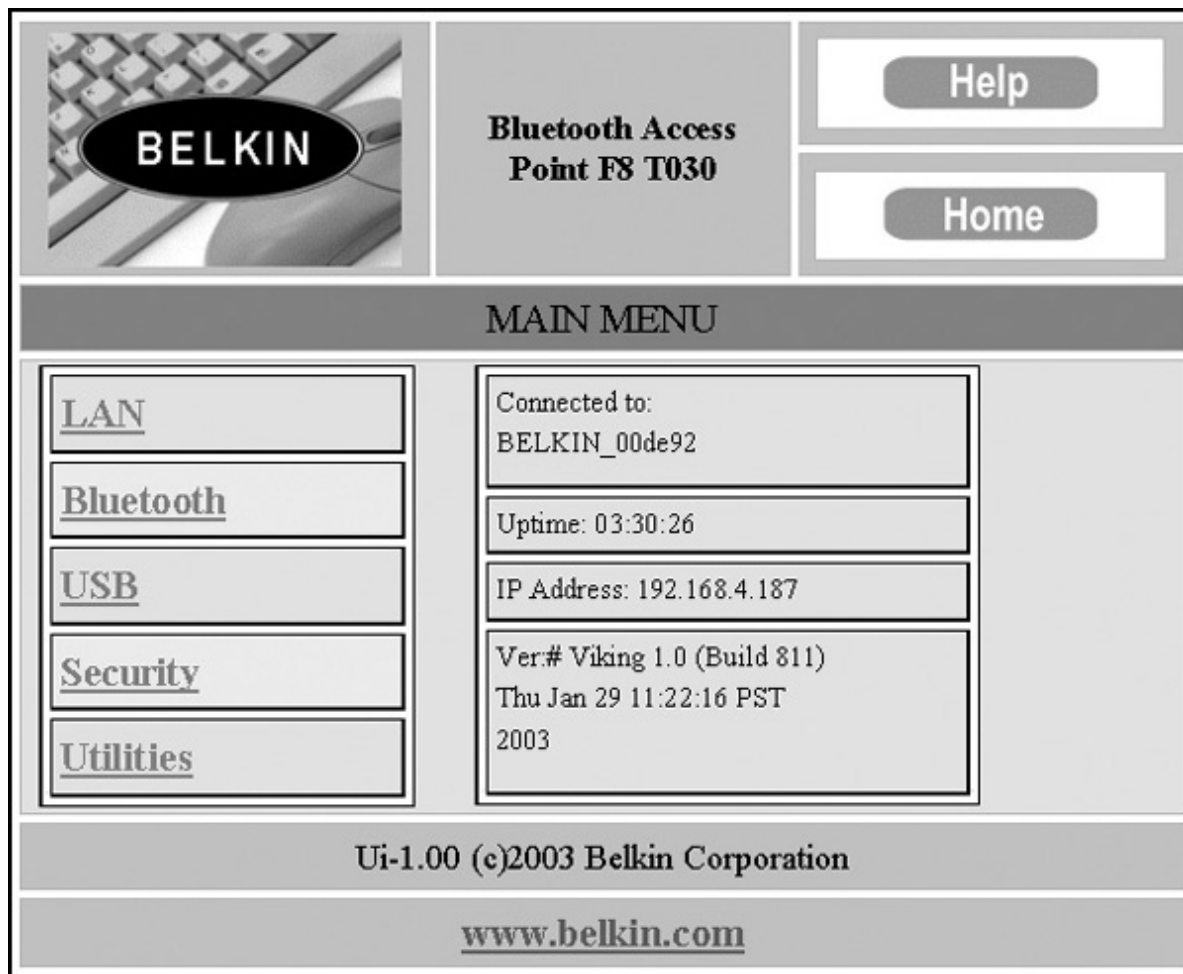 BELKIN
Bluetooth Access
Point F8 T030
Help
Home
MAIN MENU
LAN
Bluetooth
USB
Security
Utilities
Connected to:
BELKIN_00de92
Uptime: 03:30:26
IP Address: 192.168.4.187
Ver:# Viking 1.0 (Build 811)
Thu Jan 29 11:22:16 PST
2003
Ui-1.00 (c)2003 Belkin Corporation
www.belkin.com